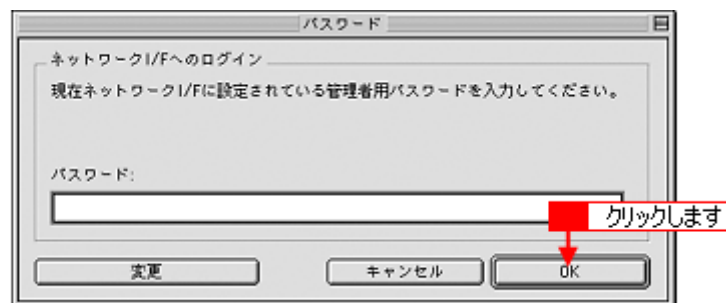 パスワード
ネットワークI/Fへのログイン
現在ネットワークI/Fに設定されている管理者用パスワードを入力してください。
パスワード:
クリックします
変更
キャンセル
OK